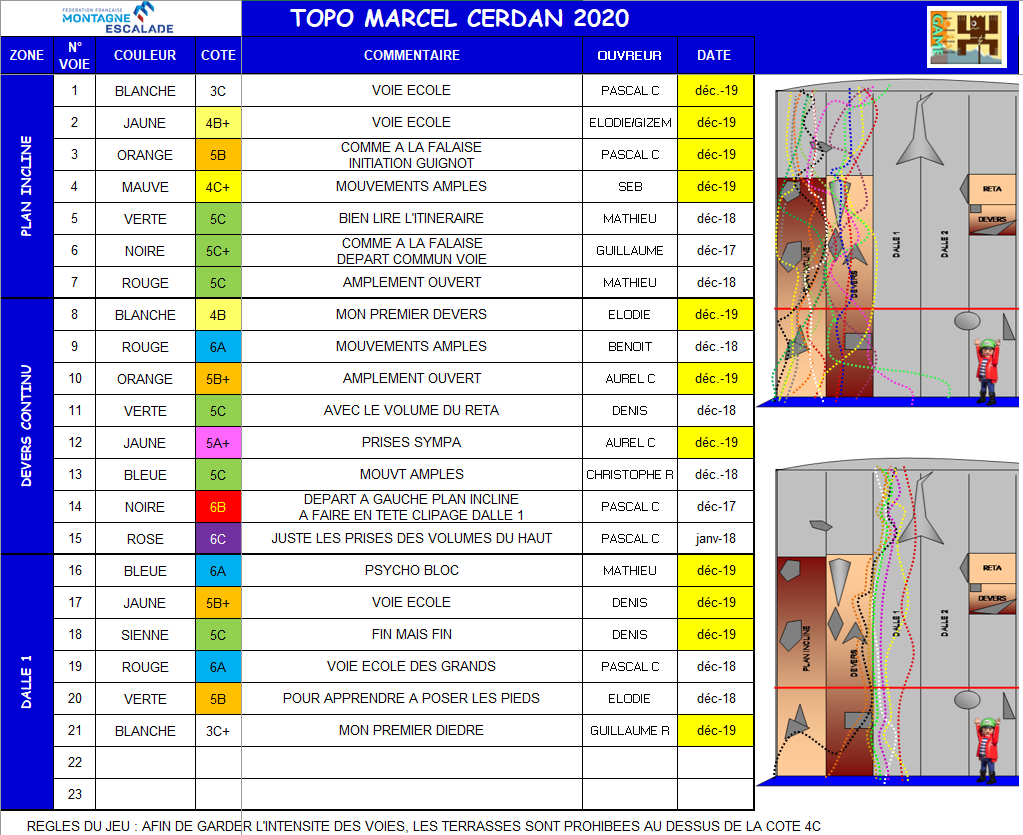 FÉDÉRATION FRANÇAISE
MONTAGNE
ESCALADE
TOPO MARCEL CERDAN 2020
ZONE N° VOIE COULEUR COTE COMMENTAIRE OUVREUR DATE
PLAN INCLINE
1 BLANCHE 3C VOIE ECOLE PASCAL C déc.-19
2 JAUNE 4B+ VOIE ECOLE ELODIE/GIZEM déc-19
3 ORANGE 5B COMME A LA FALAISE PASCAL C déc-19
INITIATION GUIGNOT
4 MAUVE 4C+ MOUVEMENTS AMPLES SEB déc-19
5 VERTE 5C BIEN LIRE L'ITINERAIRE MATHIEU déc-18
6 NOIRE 5C+ COMME A LA FALAISE GUILLAUME déc-17
DEPART COMMUN VOIE
7 ROUGE 5C AMPLEMENT OUVERT MATHIEU déc-18
DEVERS CONTINU
8 BLANCHE 4B MON PREMIER DEVERS ELODIE déc.-19
9 ROUGE 6A MOUVEMENTS AMPLES BENOIT déc.-18
10 ORANGE 5B+ AMPLEMENT OUVERT AUREL C déc.-19
11 VERTE 5C AVEC LE VOLUME DU RETA DENIS déc-18
12 JAUNE 5A+ PRISES SYMPA AUREL C déc.-19
13 BLEUE 5C MOUVT AMPLES CHRISTOPHE R déc.-18
14 NOIRE 6B DEPART A GAUCHE PLAN INCLINE PASCAL C déc-17
A FAIRE EN TETE CLIPAGE DALLE 1
15 ROSE 6C JUSTE LES PRISES DES VOLUMES DU HAUT PASCAL C janv-18
DALLE 1
16 BLEUE 6A PSYCHO BLOC MATHIEU déc-19
17 JAUNE 5B+ VOIE ECOLE DENIS déc-19
18 SIENNE 5C FIN MAIS FIN DENIS déc-19
19 ROUGE 6A VOIE ECOLE DES GRANDS PASCAL C déc-18
20 VERTE 5B POUR APPRENDRE A POSER LES PIEDS ELODIE déc-18
21 BLANCHE 3C+ MON PREMIER DIEDRE GUILLAUME R déc-19
22
23
REGLES DU JEU : AFIN DE GARDER L'INTENSITE DES VOIES, LES TERRASSES SONT PROHIBEES AU DESSUS DE LA COTE 4C
GAME
RETA
DEVERS
PLAN INCLINE
DEVERS
DALLE 1
DALLE 2
RETA
DEVERS
PLAN INCLINE
DEVERS
DALLE 1
DALLE 2